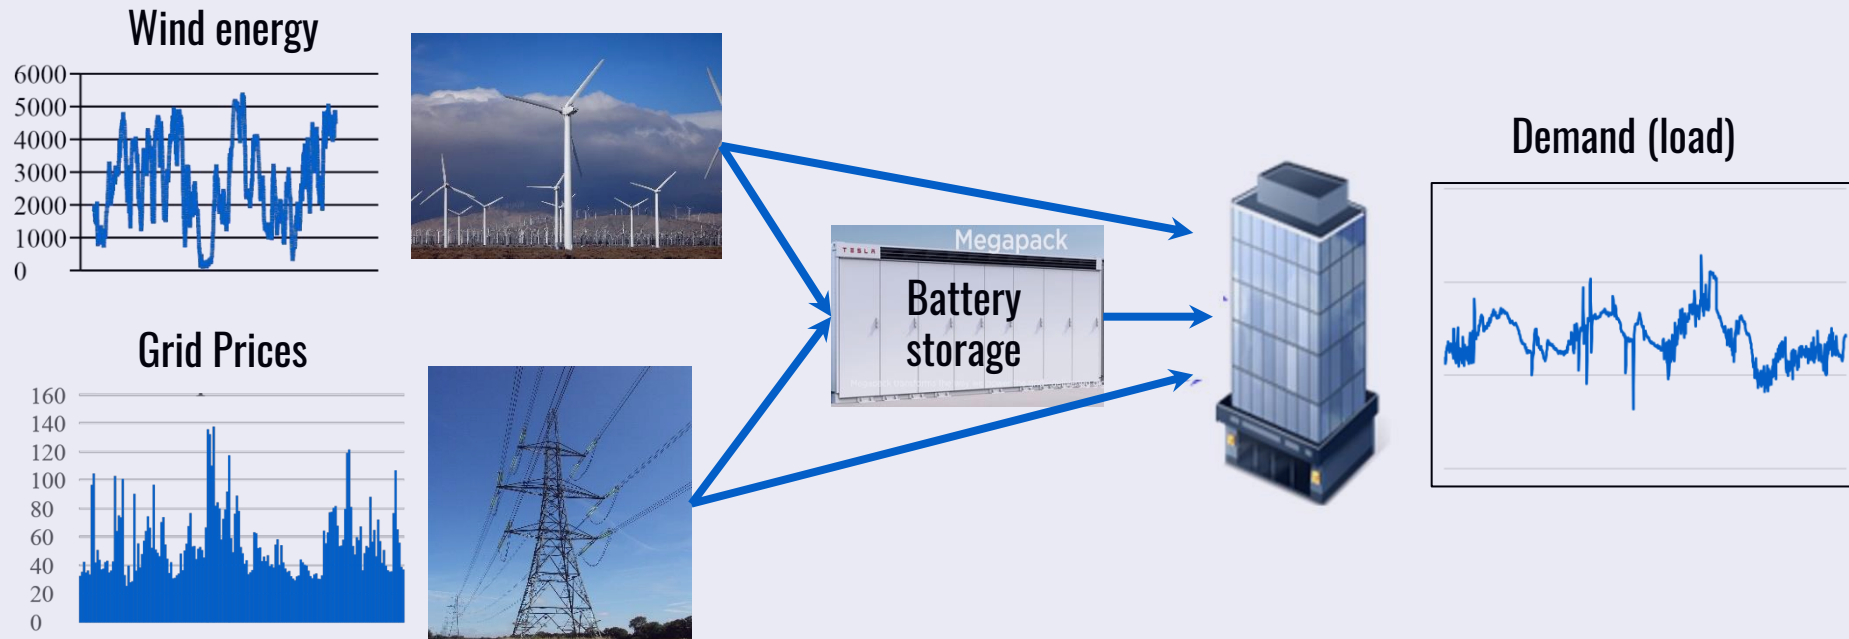 Wind energy
6000
5000
4000
3000
2000
1000
0
Grid Prices
160
140
120
100
80
60
40
20
0
TESLA
Megapack
Battery
storage
Demand (load)